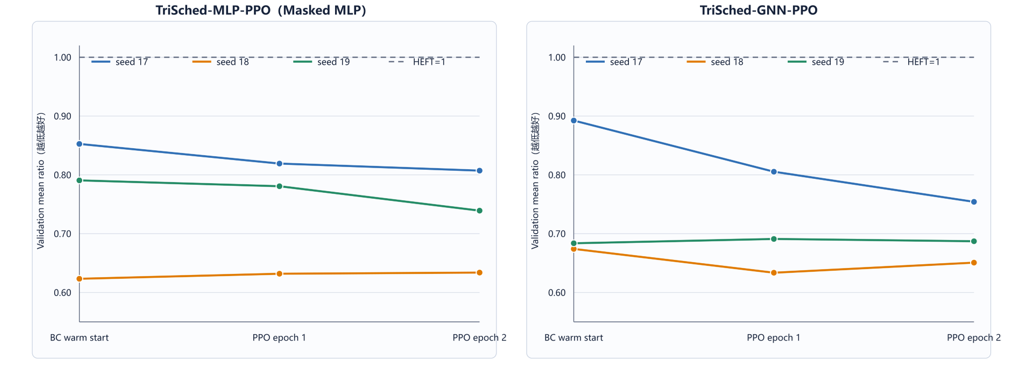 TriSched-MLP-PPO (Masked MLP)
Validation mean ratio (越低越好)
1.00
0.90
0.80
0.70
0.60
seed 17
seed 18
seed 19
HEFT=1
BC warm start
PPO epoch 1
PPO epoch 2
TriSched-GNN-PPO
Validation mean ratio (越低越好)
1.00
0.90
0.80
0.70
0.60
seed 17
seed 18
seed 19
HEFT=1
BC warm start
PPO epoch 1
PPO epoch 2